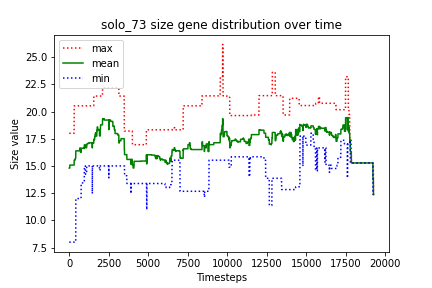 solo_73 size gene distribution over time
max
mean
min
Size value
25.0
22.5
20.0
17.5
15.0
12.5
10.0
7.5
0 2500 5000 7500 10000 12500 15000 17500 20000
Timesteps